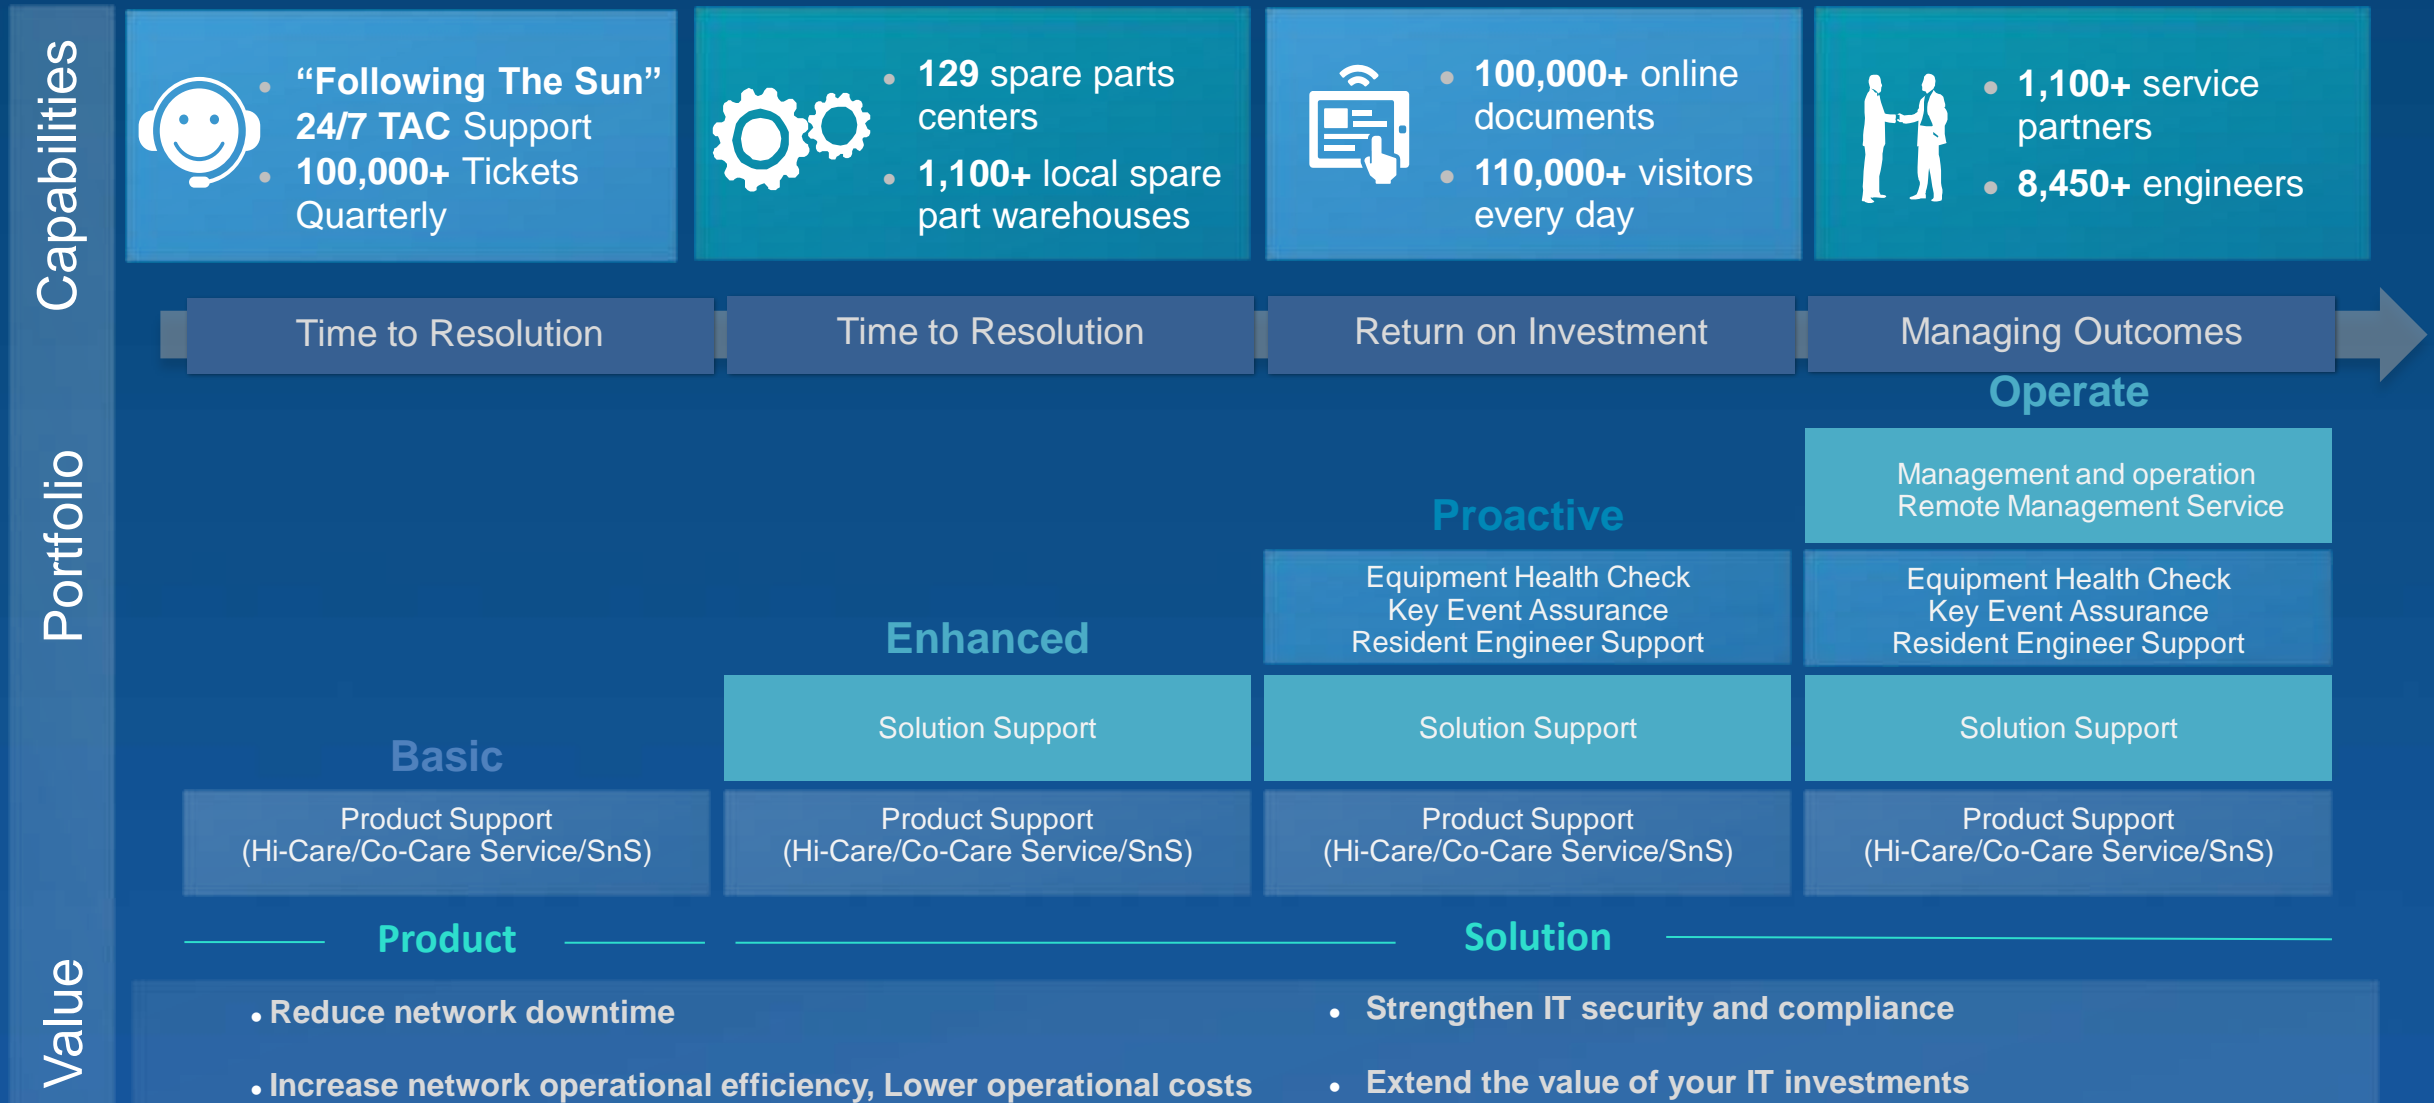 Capabilities
“Following The Sun”
24/7 TAC Support
100,000+ Tickets
Quarterly
129 spare parts
centers
1,100+ local spare
part warehouses
100,000+ online
documents
110,000+ visitors
every day
1,100+ service
partners
8,450+ engineers
Time to Resolution
Time to Resolution
Return on Investment
Managing Outcomes
Portfolio
Operate
Management and operation
Remote Management Service
Proactive
Equipment Health Check
Key Event Assurance
Resident Engineer Support
Equipment Health Check
Key Event Assurance
Resident Engineer Support
Enhanced
Solution Support
Solution Support
Solution Support
Basic
Product Support
(Hi-Care/Co-Care Service/SnS)
Product Support
(Hi-Care/Co-Care Service/SnS)
Product Support
(Hi-Care/Co-Care Service/SnS)
Product Support
(Hi-Care/Co-Care Service/SnS)
Product
Solution
Value
• Reduce network downtime
• Increase network operational efficiency, Lower operational costs
• Strengthen IT security and compliance
• Extend the value of your IT investments